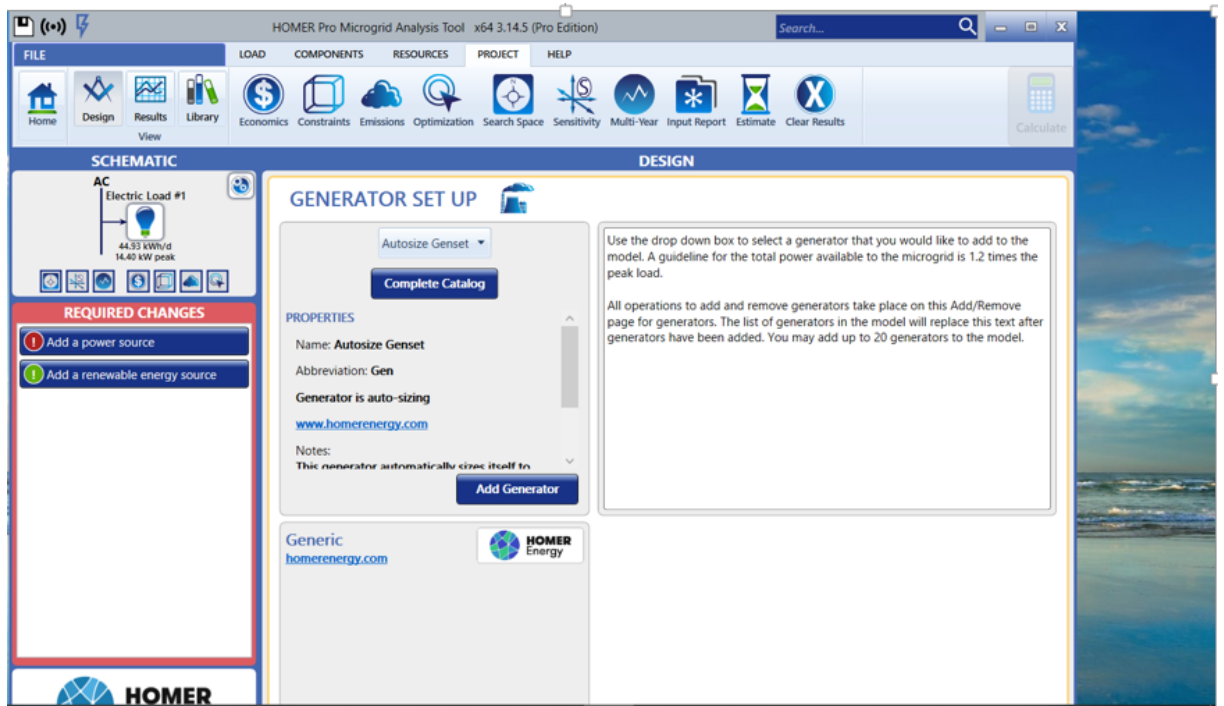 HOMER Pro Microgrid Analysis Tool x64 3.14.5 (Pro Edition)
Search...
FILE
LOAD COMPONENTS RESOURCES PROJECT HELP
Home
Design
Results
Library
View
Economics
Constraints
Emissions
Optimization
Search Space
Sensitivity
Multi-Year
Input Report
Estimate
Clear Results
Calculate
SCHEMATIC
AC
Electric Load #1
44.93 kWh/d
14.40 kW peak
REQUIRED CHANGES
Add a power source
Add a renewable energy source
HOMER
DESIGN
GENERATOR SET UP
Autosize Genset
Complete Catalog
PROPERTIES
Name: Autosize Genset
Abbreviation: Gen
Generator is auto-sizing
www.homerenergy.com
Notes:
This generator automatically sizes itself to
Add Generator
Use the drop down box to select a generator that you would like to add to the
model. A guideline for the total power available to the microgrid is 1.2 times the
peak load.
All operations to add and remove generators take place on this Add/Remove
page for generators. The list of generators in the model will replace this text after
generators have been added. You may add up to 20 generators to the model.
Generic
homerenergy.com
HOMER
Energy